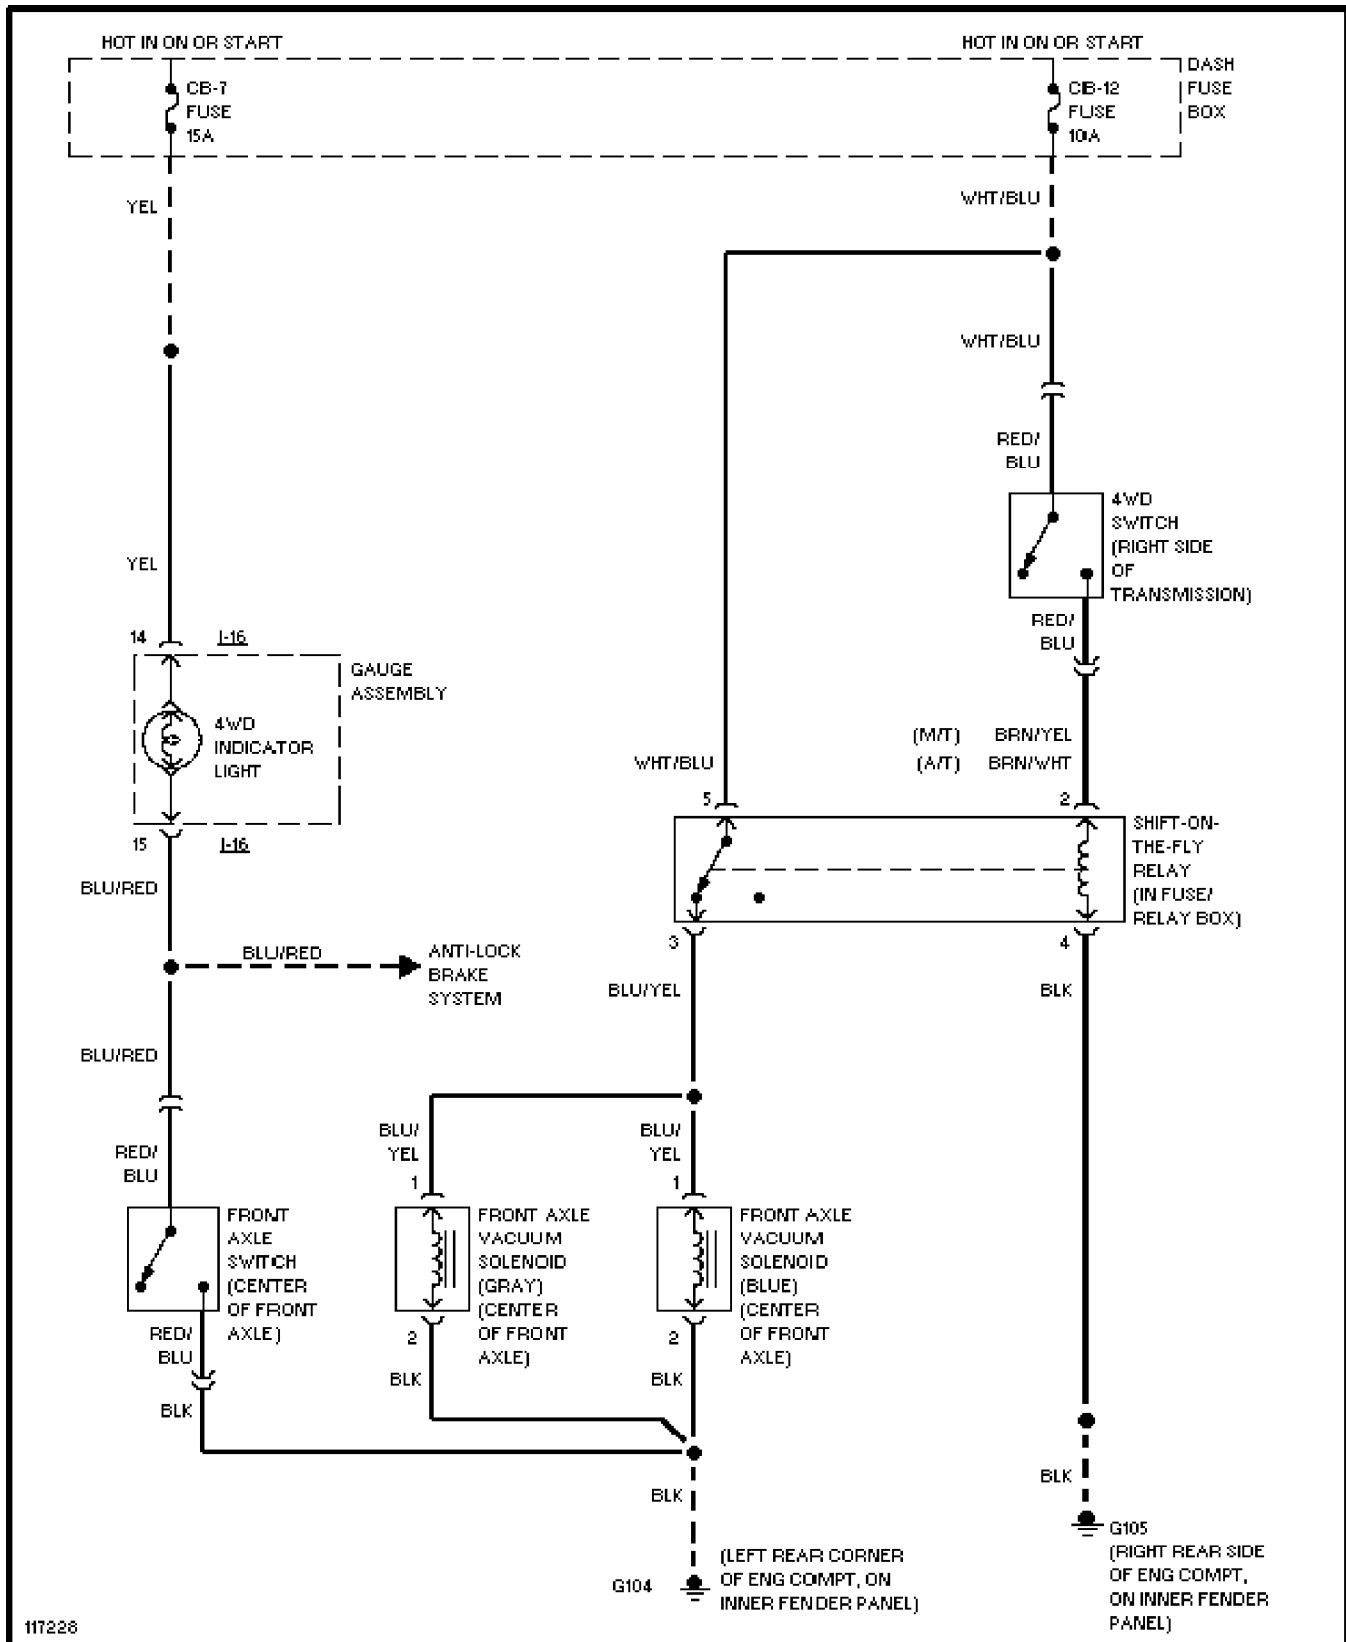 HOT IN ON OR START
HOT IN ON OR START
CB-7
FUSE
15A
CB-12
FUSE
10A
DASH
FUSE
BOX
YEL
WHT/BLU
WHT/BLU
RED/
BLU
4WD
SWITCH
(RIGHT SIDE
OF
TRANSMISSION)
YEL
RED/
BLU
14
I-16
GAUGE
ASSEMBLY
4WD
INDICATOR
LIGHT
(M/T) BRN/YEL
(A/T) BRN/WHT
WHT/BLU
5
2
15
I-16
SHIFT-ON-
THE-FLY
RELAY
(IN FUSE/
RELAY BOX)
BLU/RED
3
4
BLU/RED
ANTI-LOCK
BRAKE
SYSTEM
BLU/YEL
BLK
BLU/RED
BLU/
YEL
BLU/
YEL
RED/
BLU
1
1
FRONT
AXLE
SWITCH
(CENTER
OF FRONT
AXLE)
FRONT AXLE
VACUUM
SOLENOID
(GRAY)
(CENTER
OF FRONT
AXLE)
FRONT AXLE
VACUUM
SOLENOID
(BLUE)
(CENTER
OF FRONT
AXLE)
RED/
BLU
2
2
BLK
BLK
BLK
BLK
BLK
G104
(LEFT REAR CORNER
OF ENG COMPT, ON
INNER FENDER PANEL)
G105
(RIGHT REAR SIDE
OF ENG COMPT,
ON INNER FENDER
PANEL)
117228